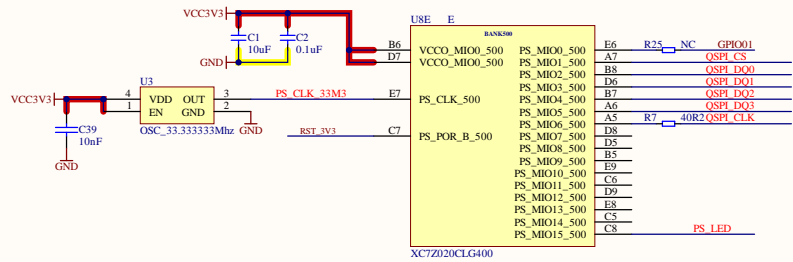 VCC3V3
C1
10uF
C2
0.1uF
GND
U8E E
BANK500
B6 VCCO_MIO0_500 PS_MIO0_500 E6 R25 NC GPIO01
D7 VCCO_MIO0_500 PS_MIO1_500 A7 QSPI_CS
PS_MIO2_500 B8 QSPI_DQ0
PS_MIO3_500 D6 QSPI_DQ1
PS_MIO4_500 B7 QSPI_DQ2
PS_MIO5_500 A6 QSPI_DQ3
PS_MIO6_500 A5 R7 40R2 QSPI_CLK
PS_MIO7_500 D8
PS_MIO8_500 D5
PS_MIO9_500 B5
PS_MIO10_500 E9
PS_MIO11_500 C6
PS_MIO12_500 D9
PS_MIO13_500 E8
PS_MIO14_500 C5
PS_MIO15_500 C8 PS_LED
E7 PS_CLK_500
C7 PS_POR_B_500
XC7Z020CLG400
U3
VCC3V3 4 VDD OUT 3 PS_CLK_33M3
1 EN GND 2
GND
OSC_33.333333Mhz
RST_3V3
C39
10nF
GND